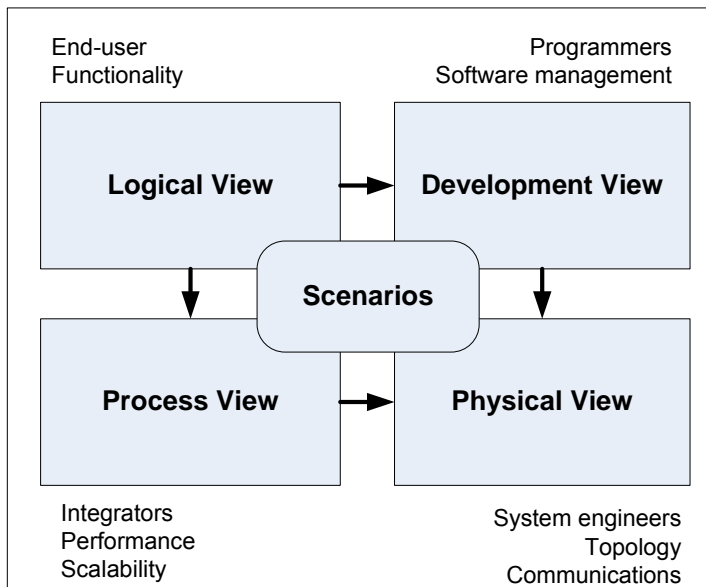 End-user
Functionality
Programmers
Software management
Logical View
Development View
Scenarios
Process View
Physical View
Integrators
Performance
Scalability
System engineers
Topology
Communications